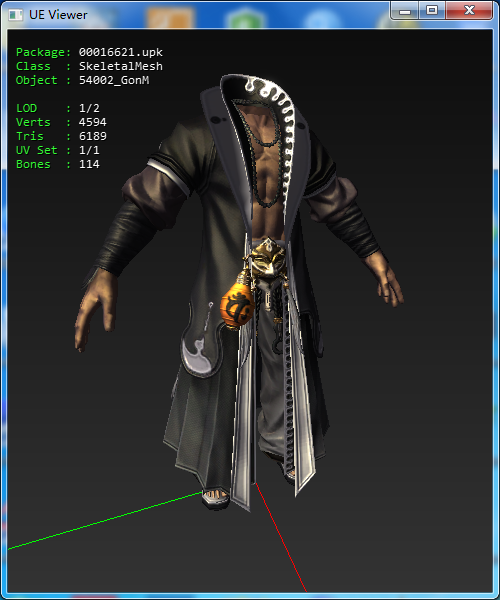 UE Viewer
Package: 00016621.upk
Class : SkeletalMesh
Object : 54002_GonM
LOD : 1/2
Verts : 4594
Tris : 6189
UV Set : 1/1
Bones : 114